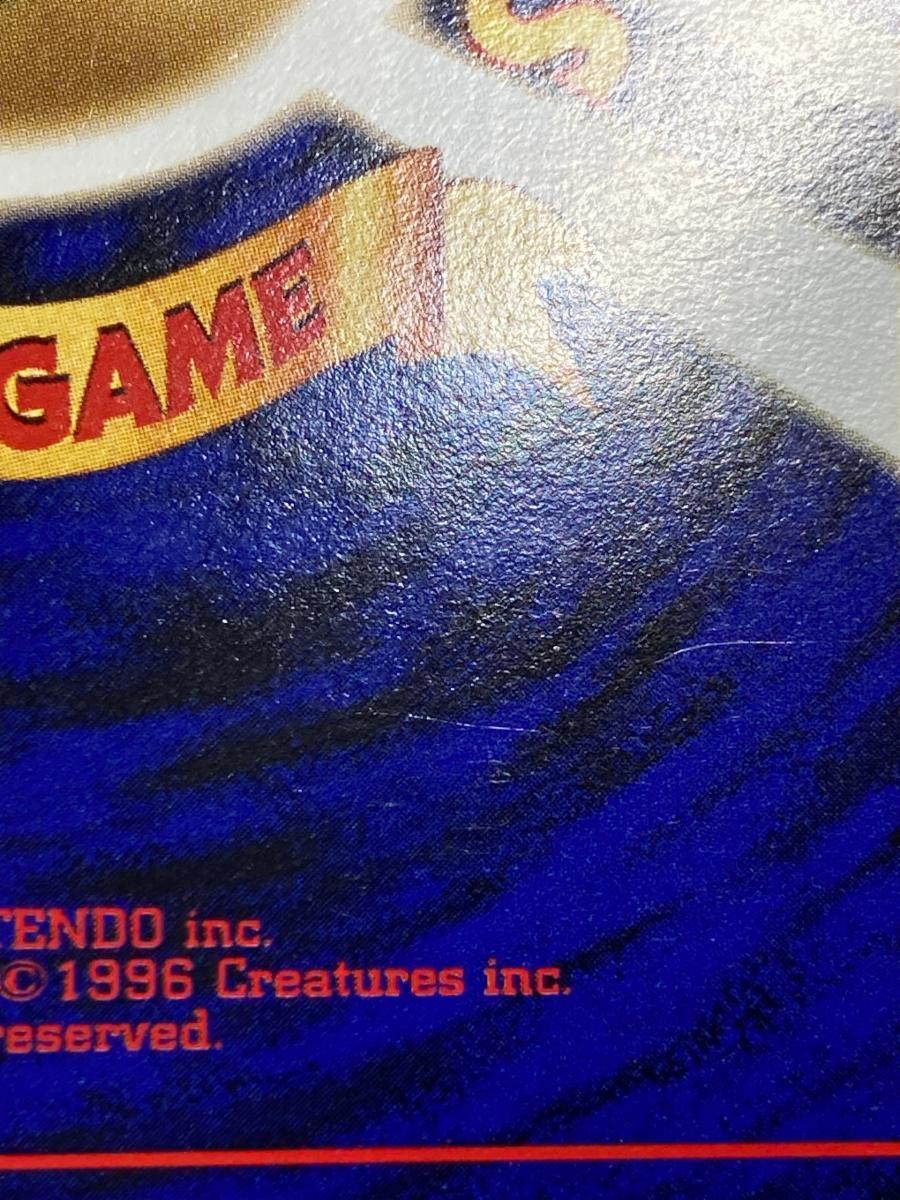 S
GAME
TENDO inc.
©1996 Creatures inc.
reserved.